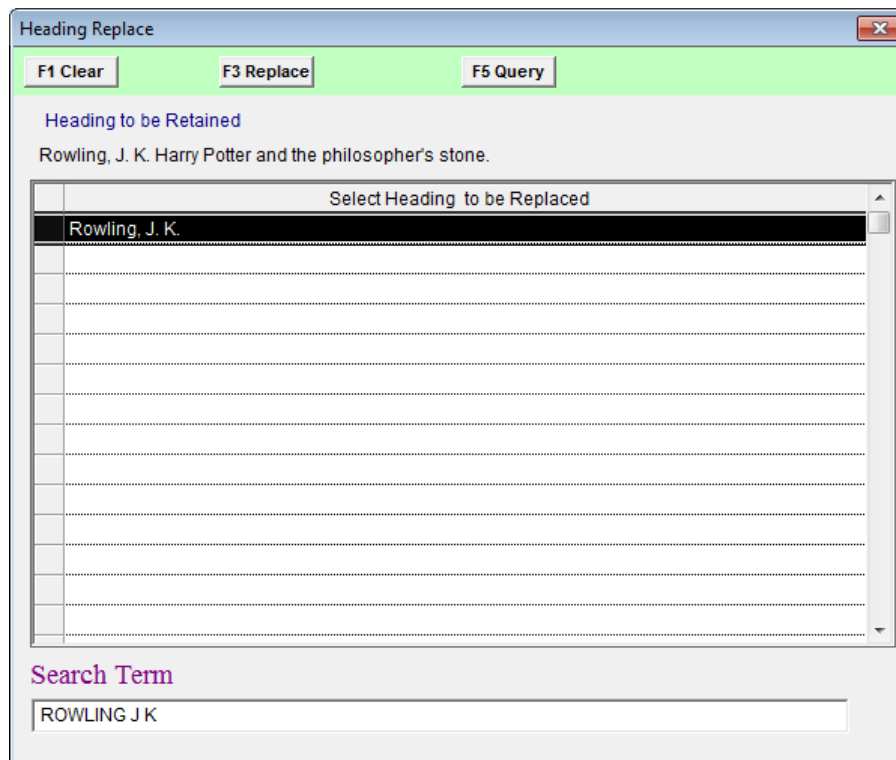 Heading Replace
F1 Clear F3 Replace F5 Query
Heading to be Retained
Rowling, J. K. Harry Potter and the philosopher's stone.
Select Heading to be Replaced
Rowling, J. K.
Search Term
ROWLING J K